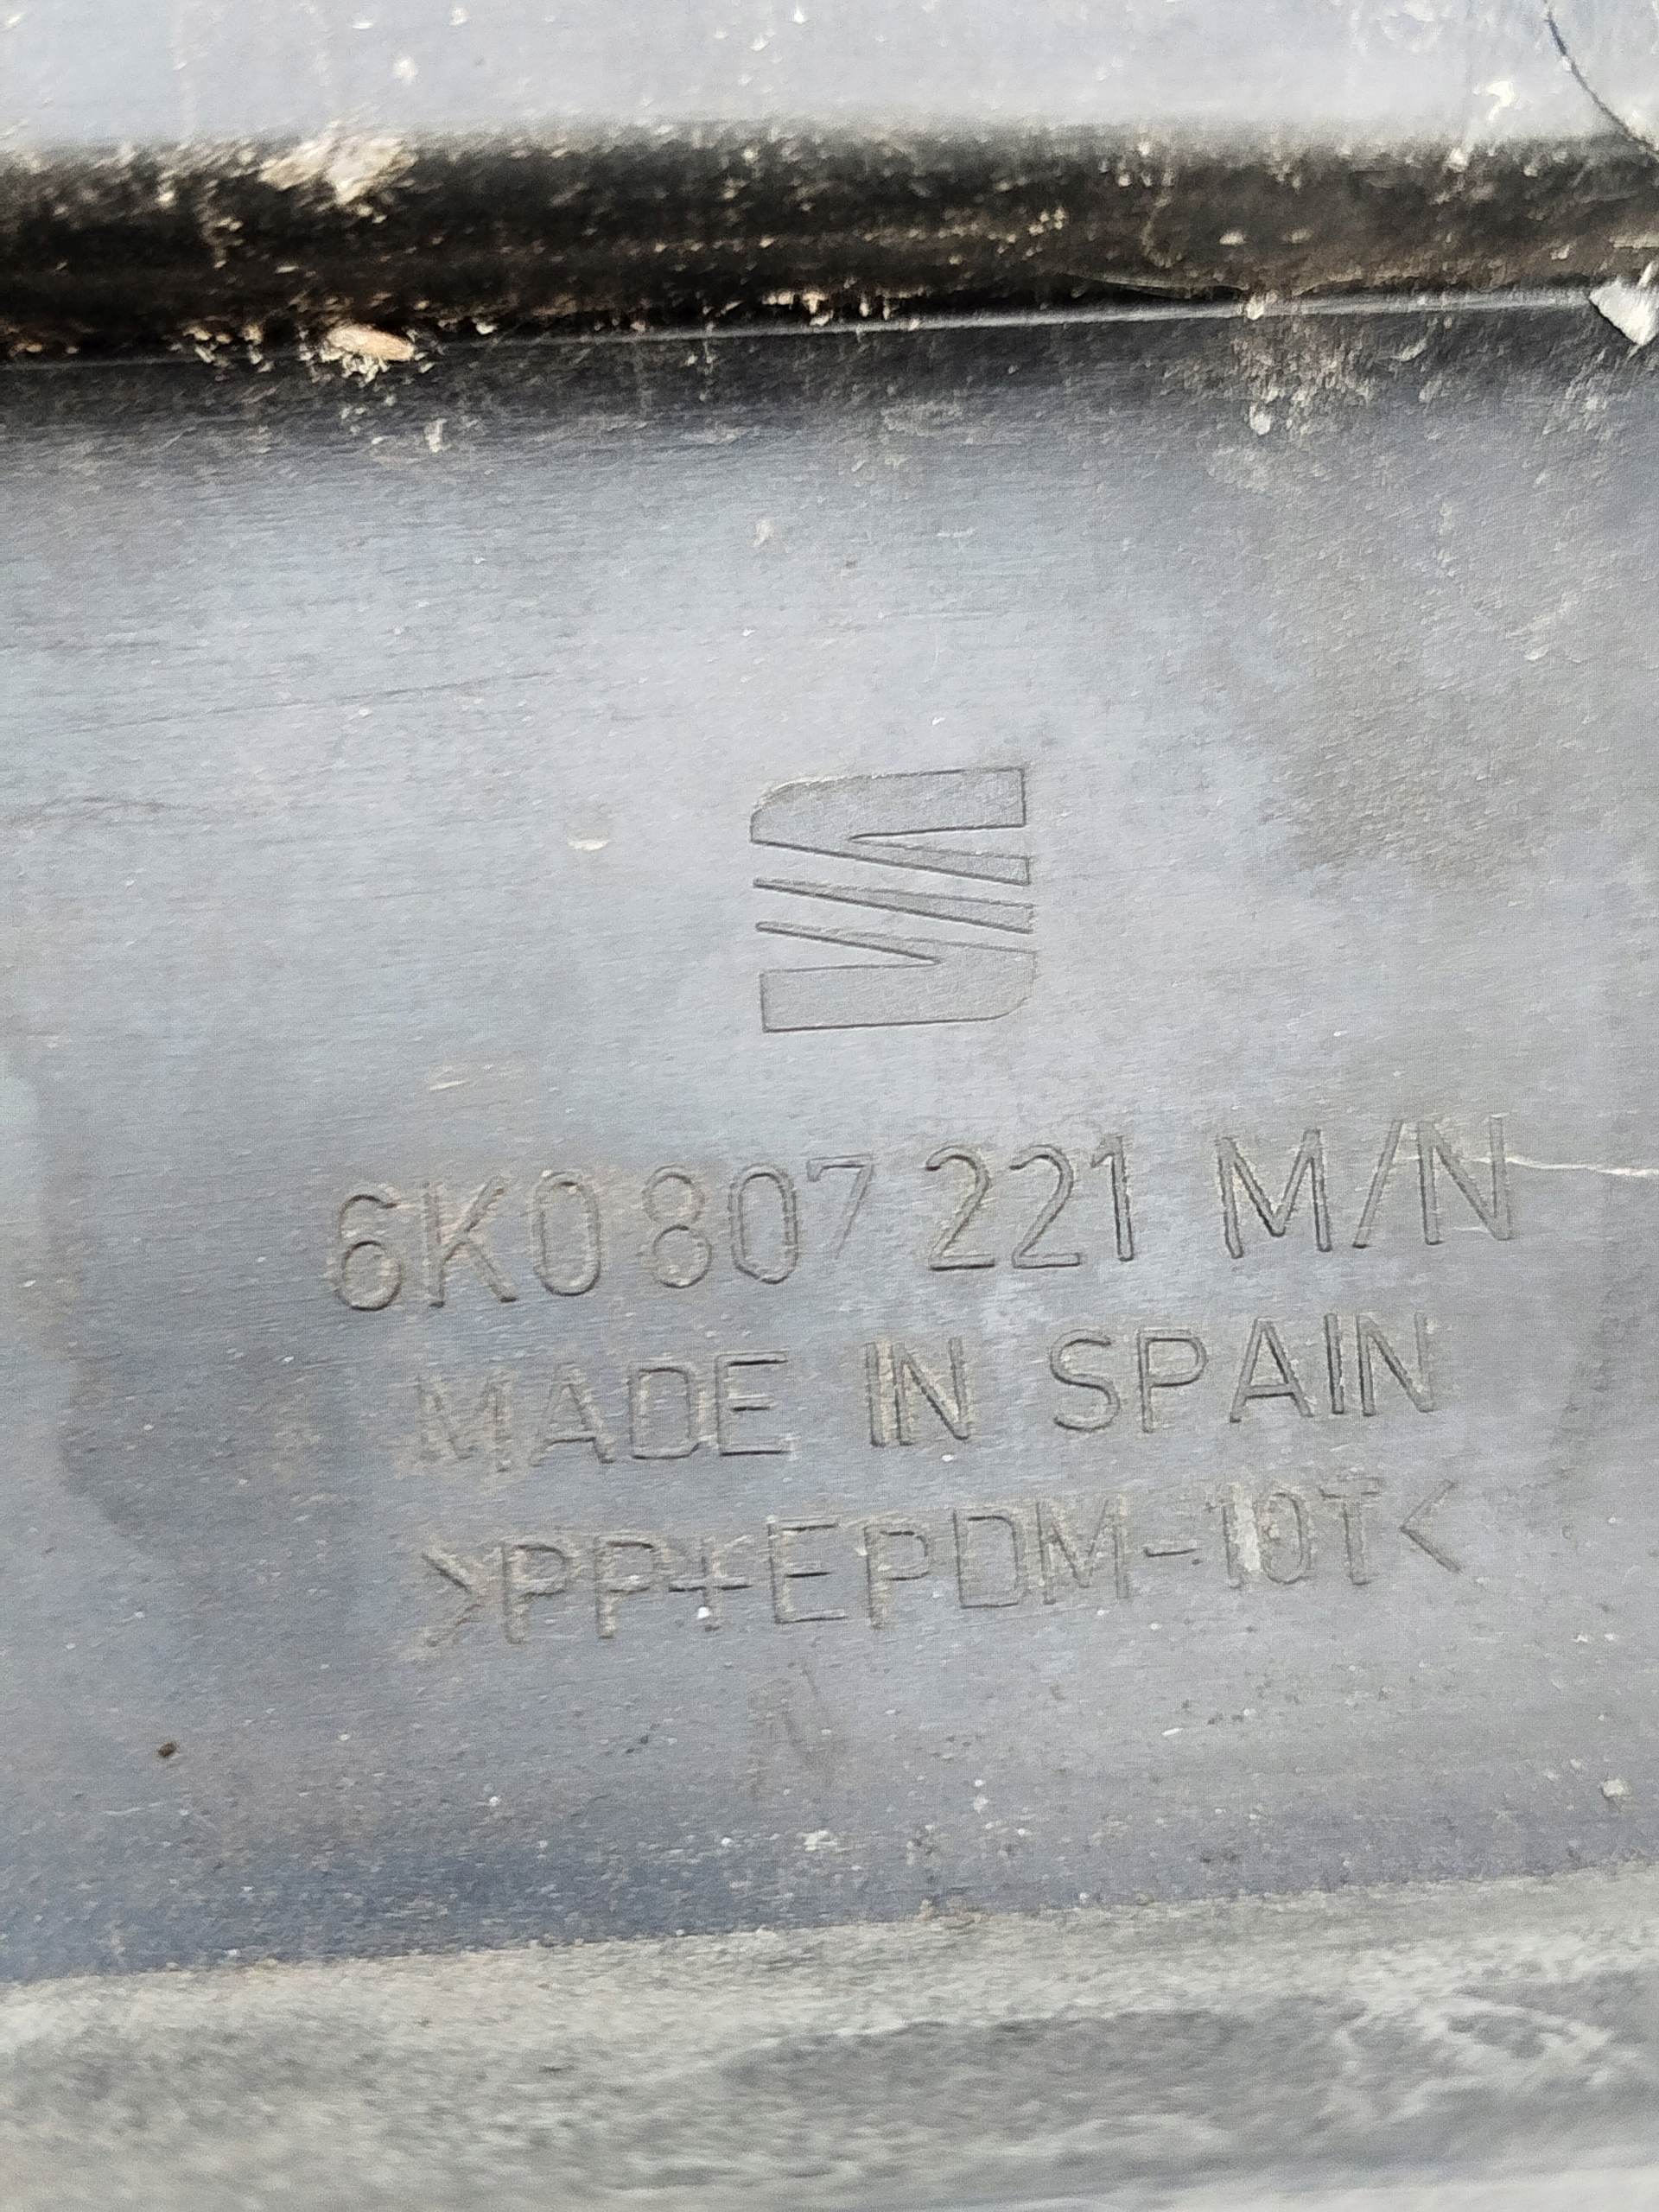 6K0 807 221 M/N
MADE IN SPAIN
>PP+EPDM-10T<